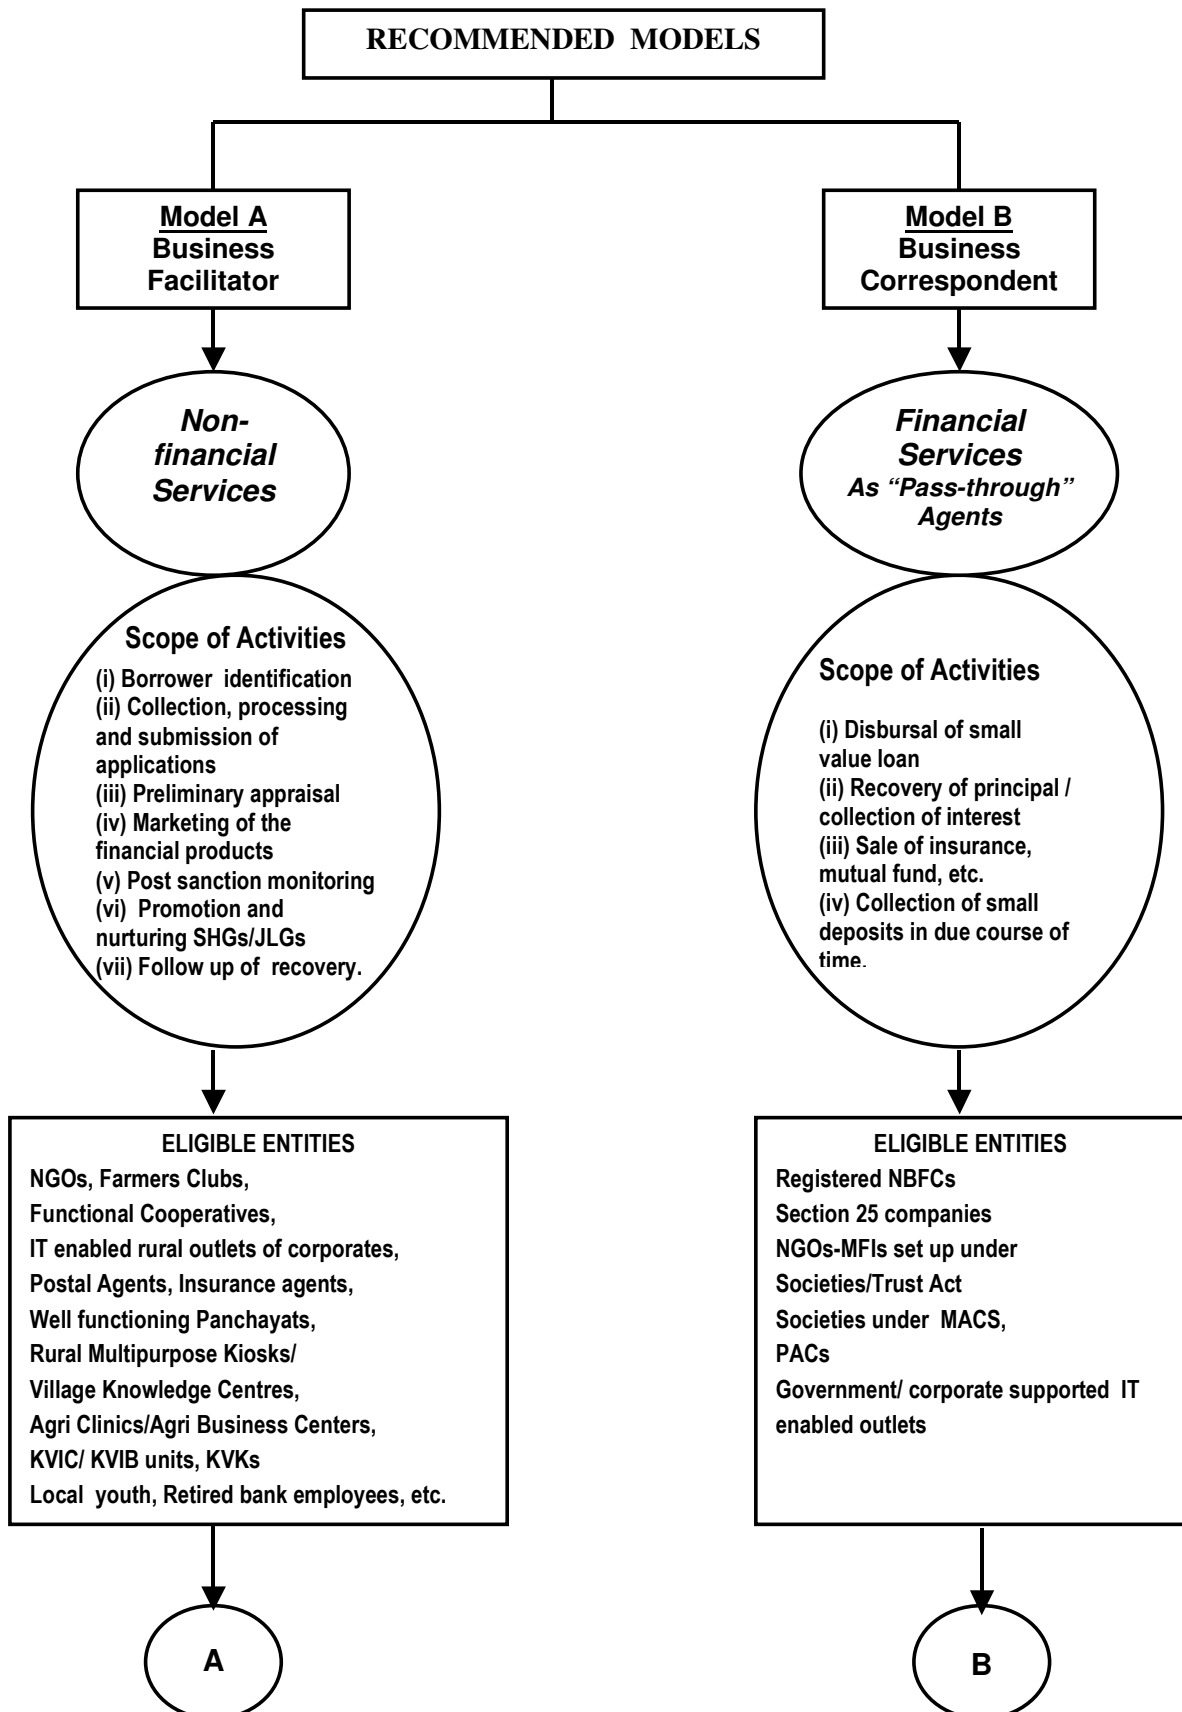 RECOMMENDED MODELS
Model A
Business
Facilitator
Non-
financial
Services
Scope of Activities
(i) Borrower identification
(ii) Collection, processing
and submission of
applications
(iii) Preliminary appraisal
(iv) Marketing of the
financial products
(v) Post sanction monitoring
(vi) Promotion and
nurturing SHGs/JLGs
(vii) Follow up of recovery.
ELIGIBLE ENTITIES
NGOs, Farmers Clubs,
Functional Cooperatives,
IT enabled rural outlets of corporates,
Postal Agents, Insurance agents,
Well functioning Panchayats,
Rural Multipurpose Kiosks/
Village Knowledge Centres,
Agri Clinics/Agri Business Centers,
KVIC/ KVIB units, KVKs
Local youth, Retired bank employees, etc.
A
Model B
Business
Correspondent
Financial
Services
As “Pass-through”
Agents
Scope of Activities
(i) Disbursal of small
value loan
(ii) Recovery of principal /
collection of interest
(iii) Sale of insurance,
mutual fund, etc.
(iv) Collection of small
deposits in due course of
time.
ELIGIBLE ENTITIES
Registered NBFCs
Section 25 companies
NGOs-MFIs set up under
Societies/Trust Act
Societies under MACS,
PACs
Government/ corporate supported IT
enabled outlets
B